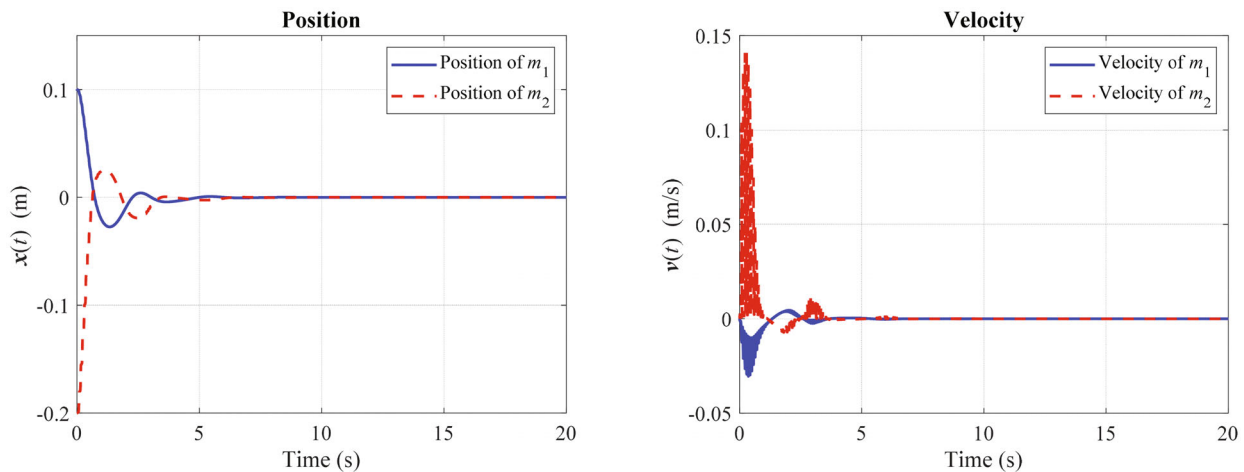 Position
Position of m1
Position of m2
x(t) (m)
0.1
0
-0.1
-0.2
0
5
10
15
20
Time (s)
Velocity
Velocity of m1
Velocity of m2
v(t) (m/s)
0.15
0.1
0.05
0
-0.05
0
5
10
15
20
Time (s)